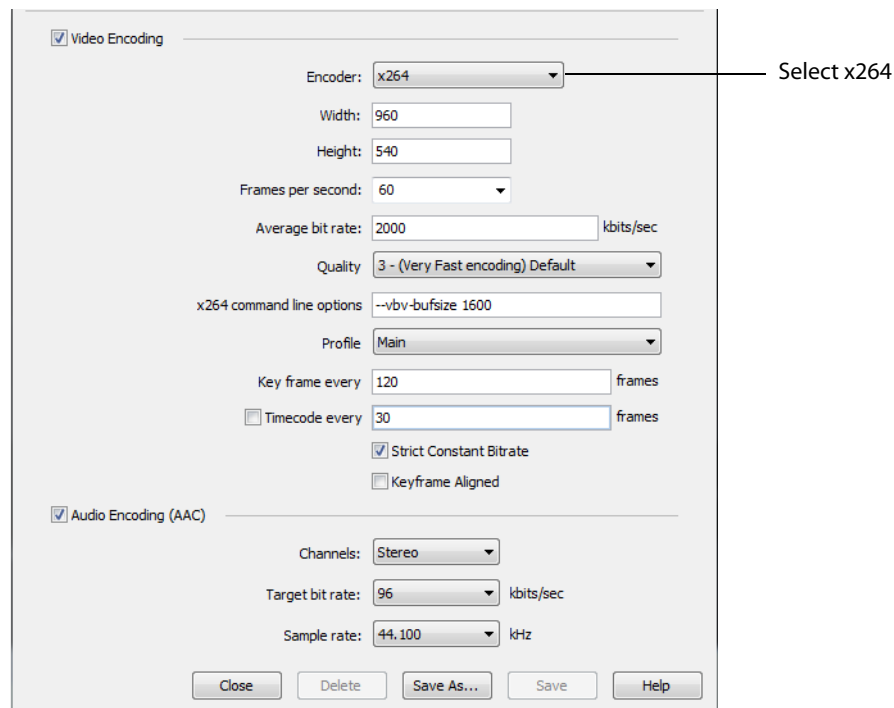 Video Encoding
Encoder: x264 Select x264
Width: 960
Height: 540
Frames per second: 60
Average bit rate: 2000 kbits/sec
Quality 3 - (Very Fast encoding) Default
x264 command line options --vbv-bufsize 1600
Profile Main
Key frame every 120 frames
Timecode every 30 frames
Strict Constant Bitrate
Keyframe Aligned
Audio Encoding (AAC)
Channels: Stereo
Target bit rate: 96 kbits/sec
Sample rate: 44.100 kHz
Close Delete Save As... Save Help